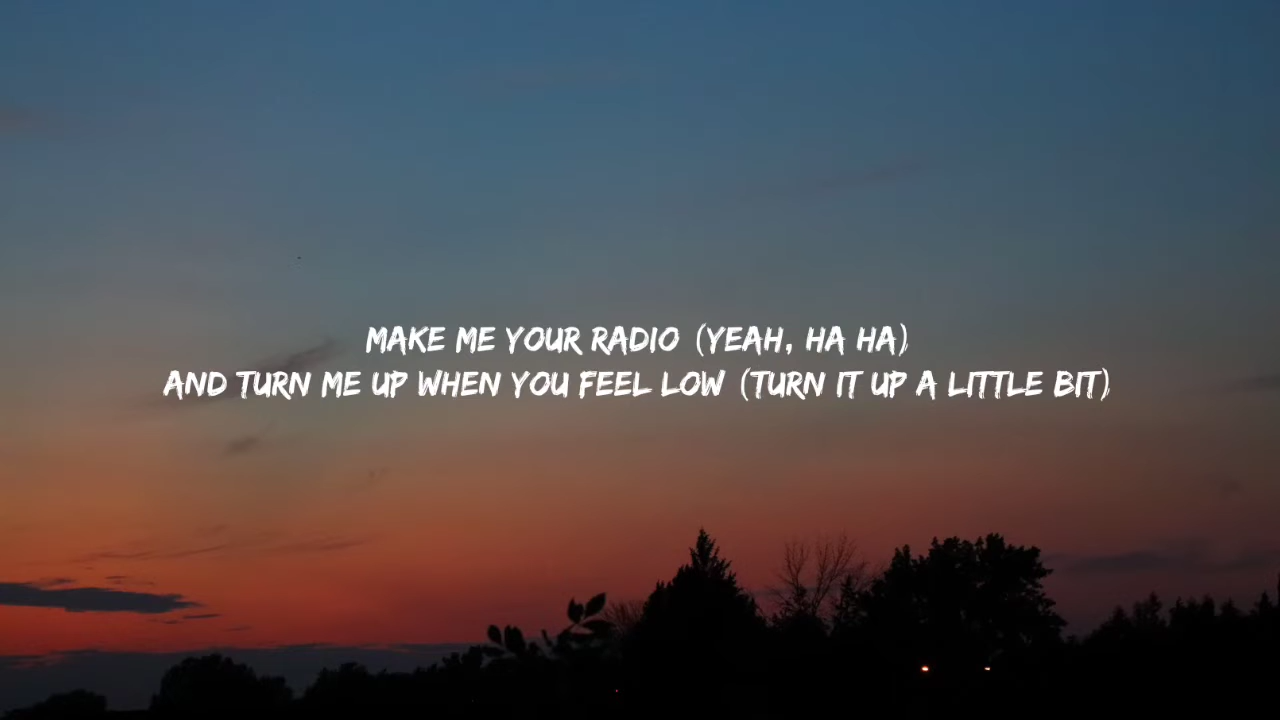 MAKE ME YOUR RADIO (YEAH, HA HA)
AND TURN ME UP WHEN YOU FEEL LOW (TURN IT UP A LITTLE BIT)